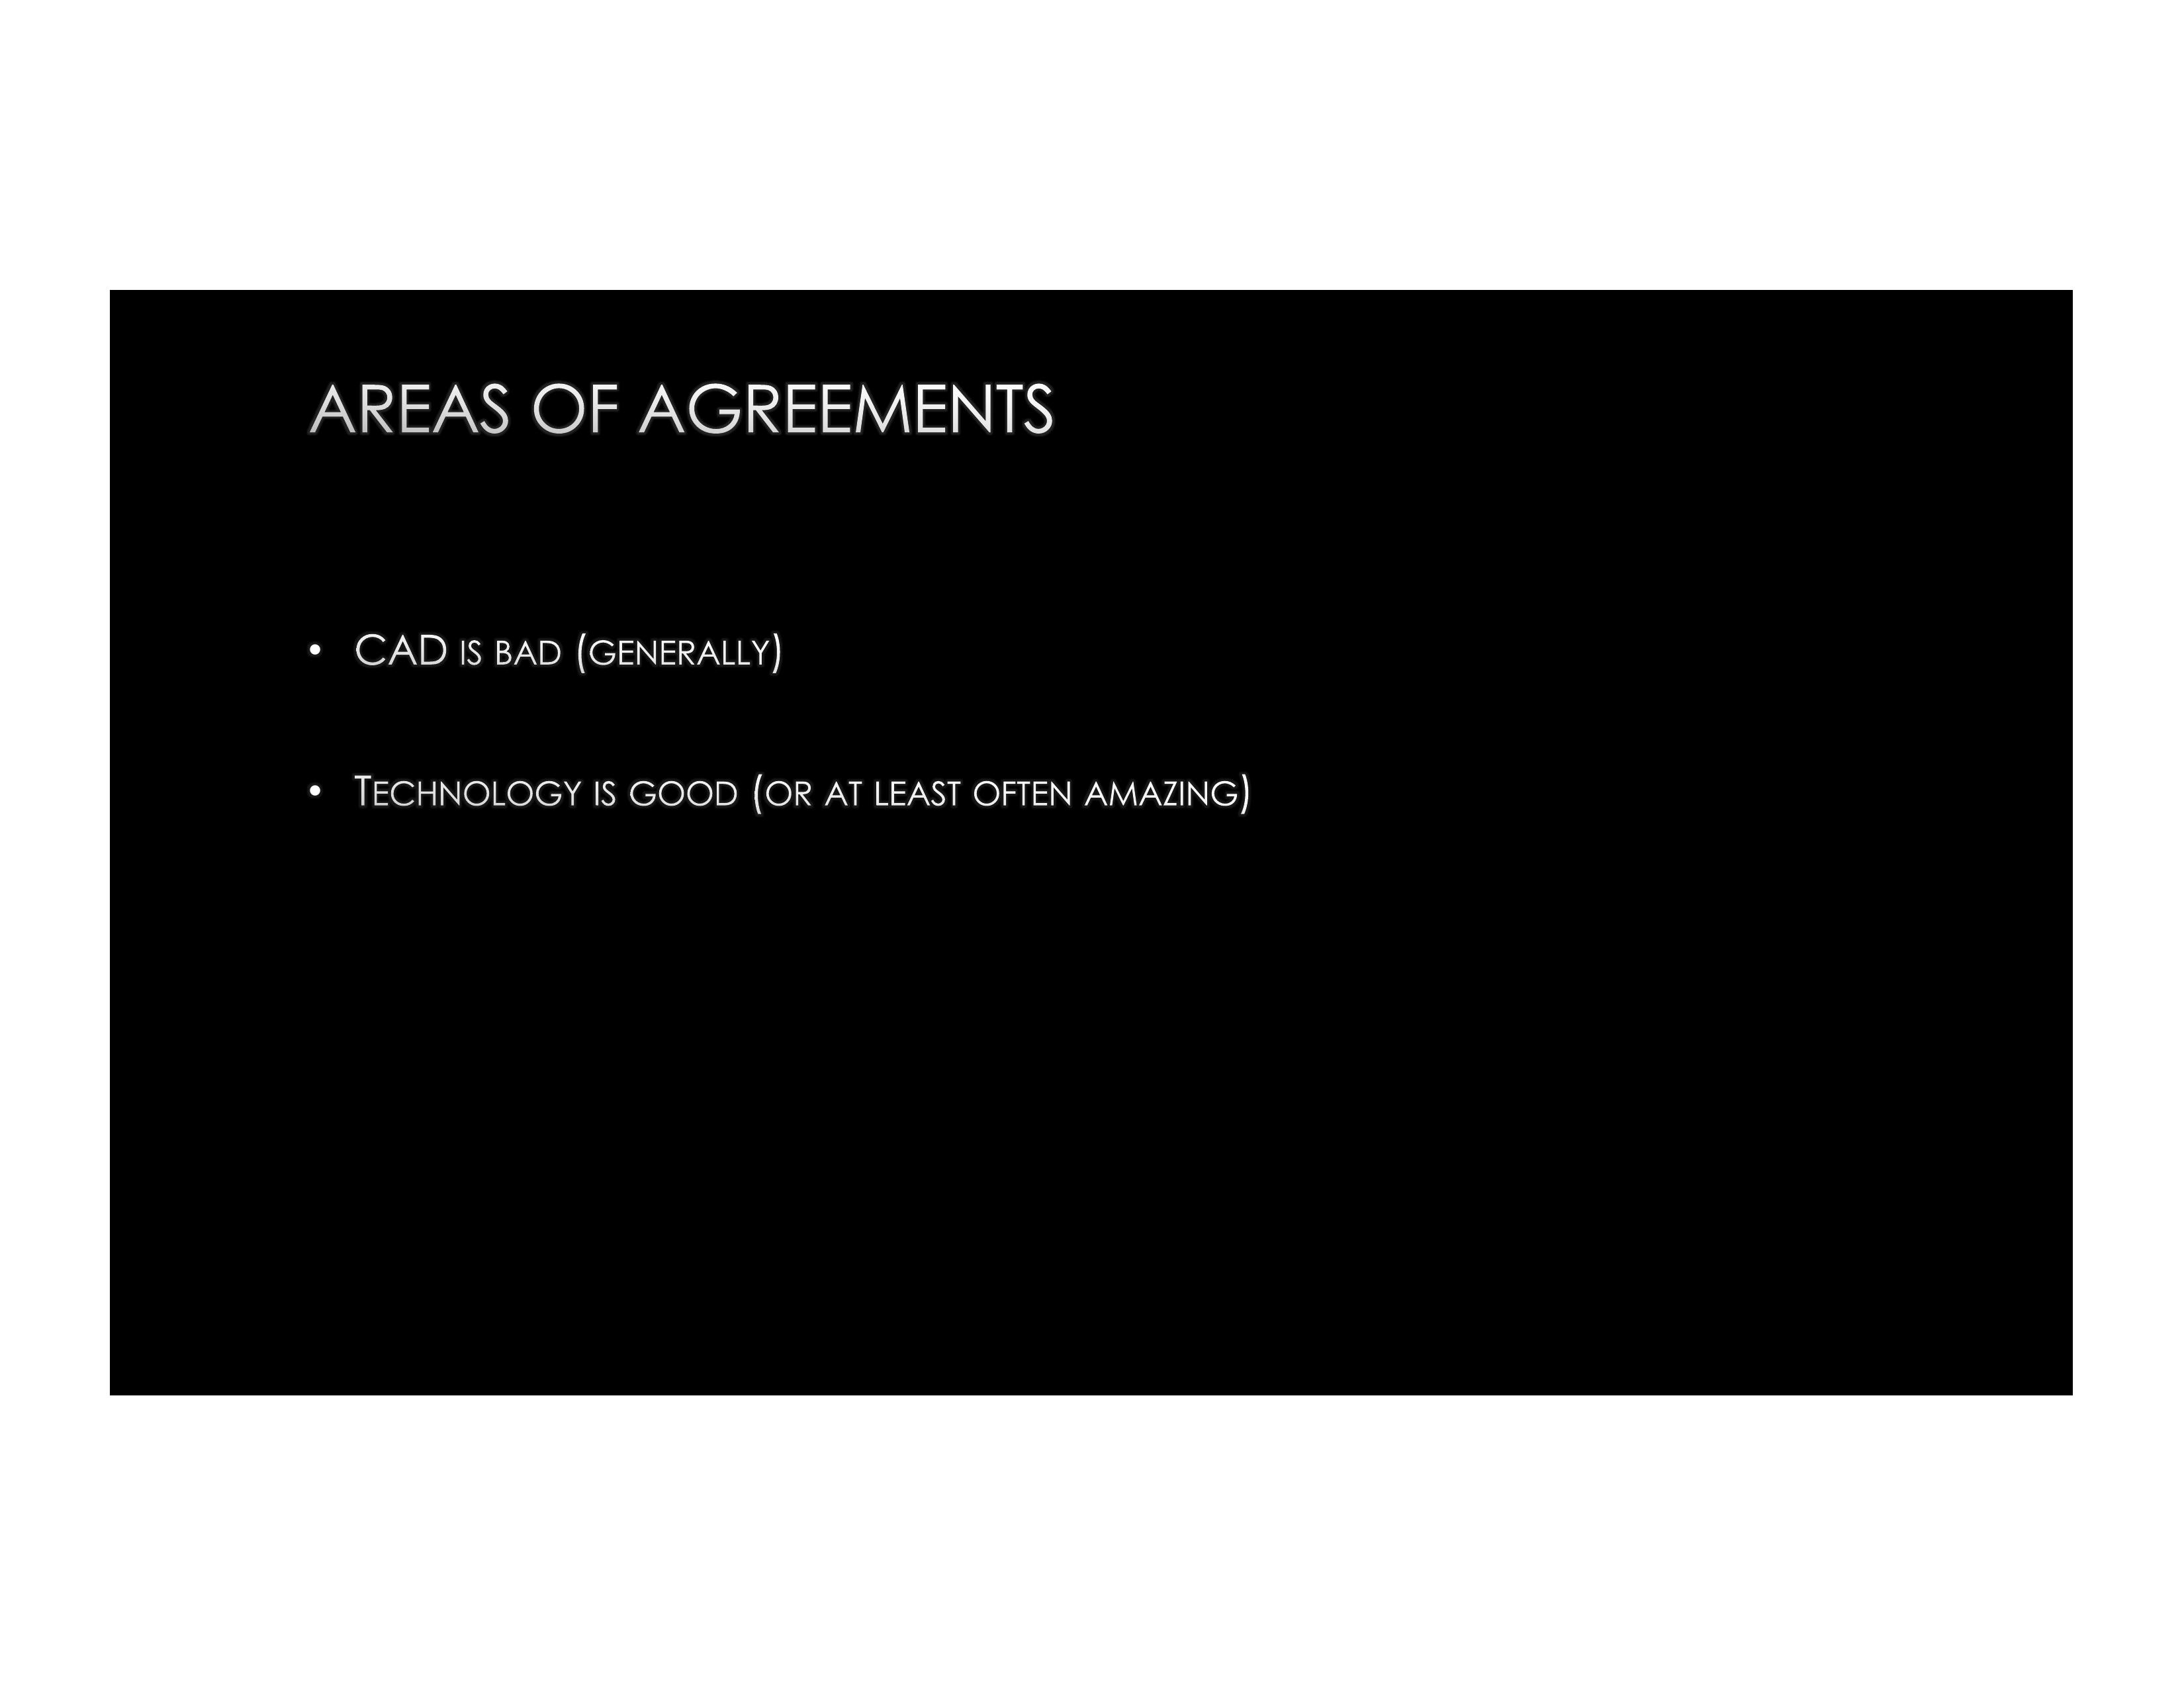 AREAS OF AGREEMENTS
• CAD IS BAD (GENERALLY)
• TECHNOLOGY IS GOOD (OR AT LEAST OFTEN AMAZING)